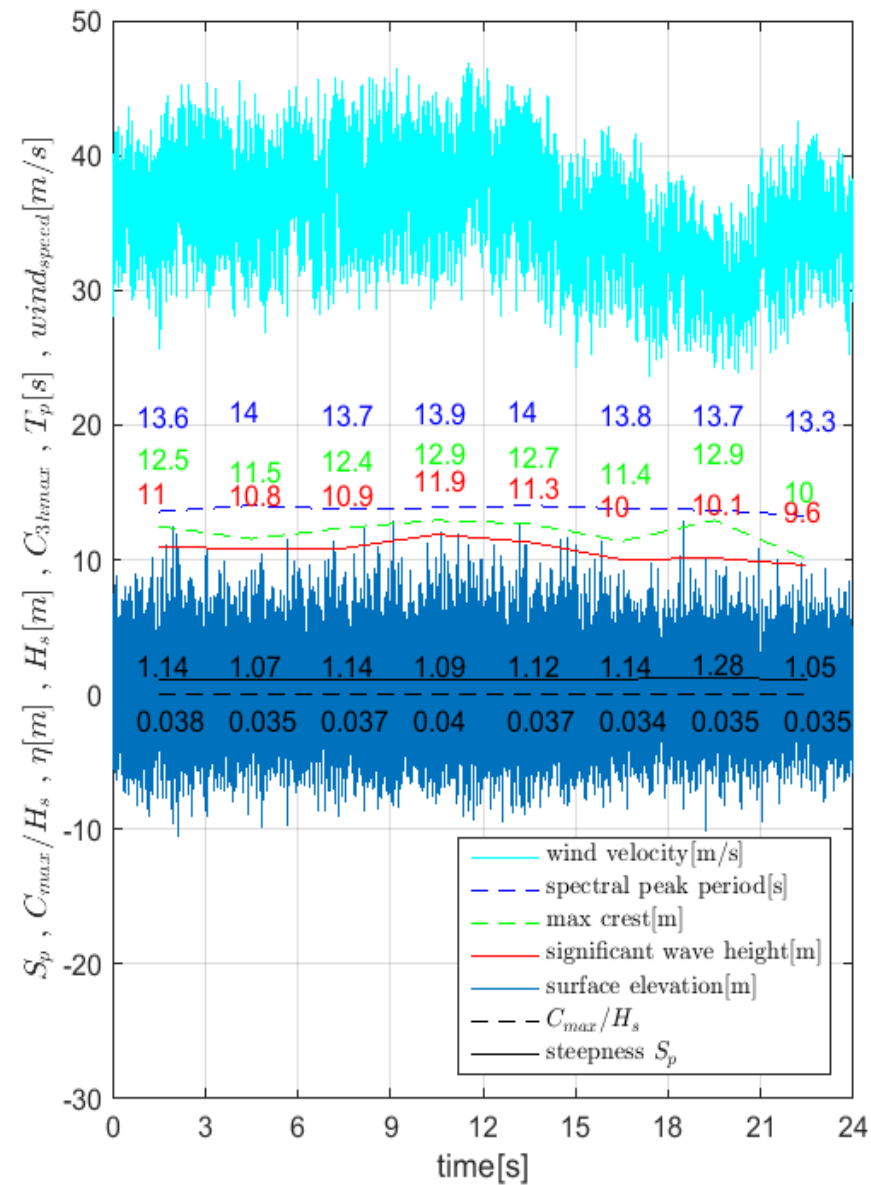 50
40
30
20
10
0
-10
-20
-30
S_p , C_max/H_s , η[m] , H_s[m] , C_3hmax , T_p[s] , wind_speed[m/s]
13.6 14 13.7 13.9 14 13.8 13.7 13.3
12.5 11.5 12.4 12.9 12.7 11.4 12.9 10
11 10.8 10.9 11.9 11.3 10 10.1 9.6
1.14 1.07 1.14 1.09 1.12 1.14 1.28 1.05
0.038 0.035 0.037 0.04 0.037 0.034 0.035 0.035
wind velocity[m/s]
spectral peak period[s]
max crest[m]
significant wave height[m]
surface elevation[m]
C_max/H_s
steepness S_p
0 3 6 9 12 15 18 21 24
time[s]